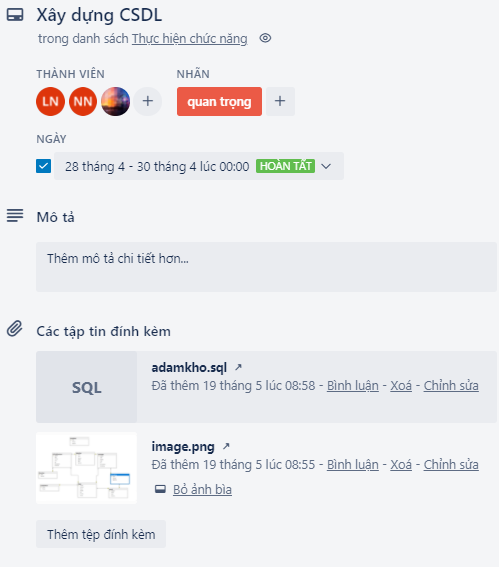 Xây dựng CSDL
trong danh sách Thực hiện chức năng
THÀNH VIÊN NHÃN
LN NN + quan trọng +
NGÀY
28 tháng 4 - 30 tháng 4 lúc 00:00 HOÀN TẤT
Mô tả
Thêm mô tả chi tiết hơn...
Các tập tin đính kèm
SQL
adamkho.sql ↗
Đã thêm 19 tháng 5 lúc 08:58 - Bình luận - Xoá - Chỉnh sửa
image.png ↗
Đã thêm 19 tháng 5 lúc 08:55 - Bình luận - Xoá - Chỉnh sửa
Bỏ ảnh bìa
Thêm tệp đính kèm